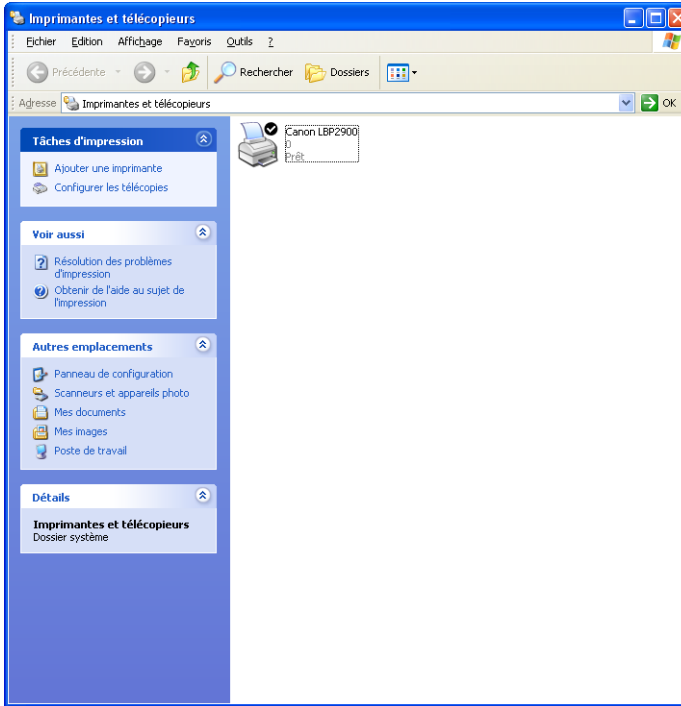 Imprimantes et télécopieurs
Fichier Edition Affichage Favoris Outils ?
Précédente Rechercher Dossiers
Adresse Imprimantes et télécopieurs OK
Tâches d'impression
Ajouter une imprimante
Configurer les télécopies
Voir aussi
Résolution des problèmes
d'impression
Obtenir de l'aide au sujet de
l'impression
Autres emplacements
Panneau de configuration
Scanneurs et appareils photo
Mes documents
Mes images
Poste de travail
Détails
Imprimantes et télécopieurs
Dossier système
Canon LBP2900
0
Prêt